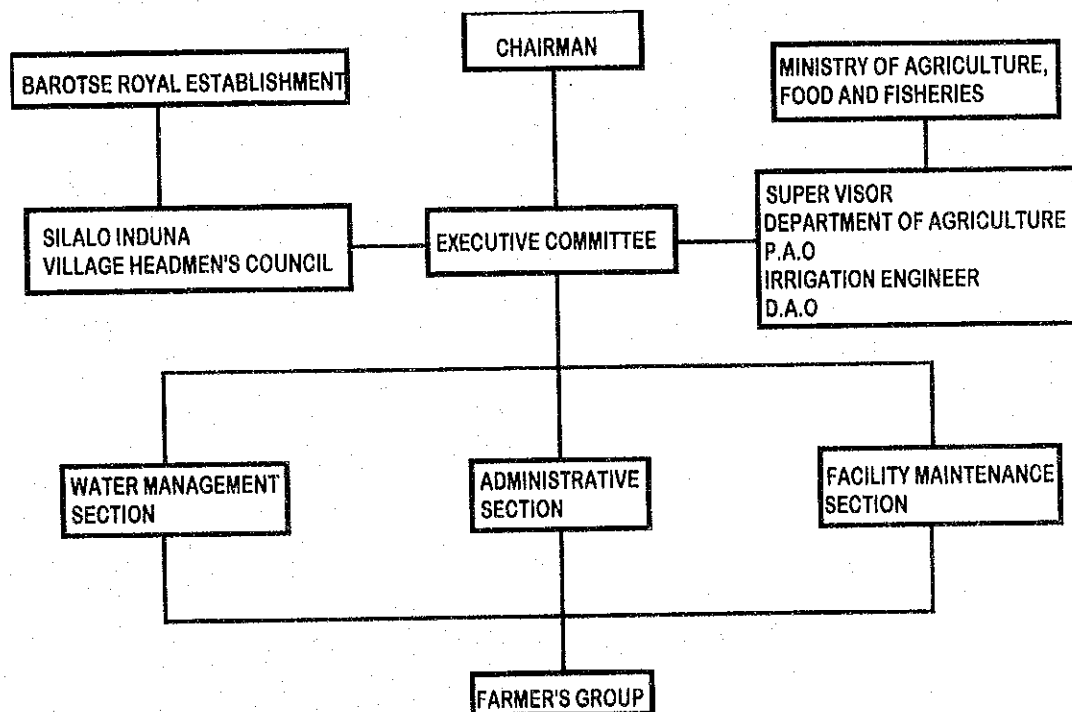 CHAIRMAN
BAROTSE ROYAL ESTABLISHMENT
MINISTRY OF AGRICULTURE,
FOOD AND FISHERIES
SILALO INDUNA
VILLAGE HEADMEN'S COUNCIL
EXECUTIVE COMMITTEE
SUPER VISOR
DEPARTMENT OF AGRICULTURE
P.A.O
IRRIGATION ENGINEER
D.A.O
WATER MANAGEMENT
SECTION
ADMINISTRATIVE
SECTION
FACILITY MAINTENANCE
SECTION
FARMER'S GROUP